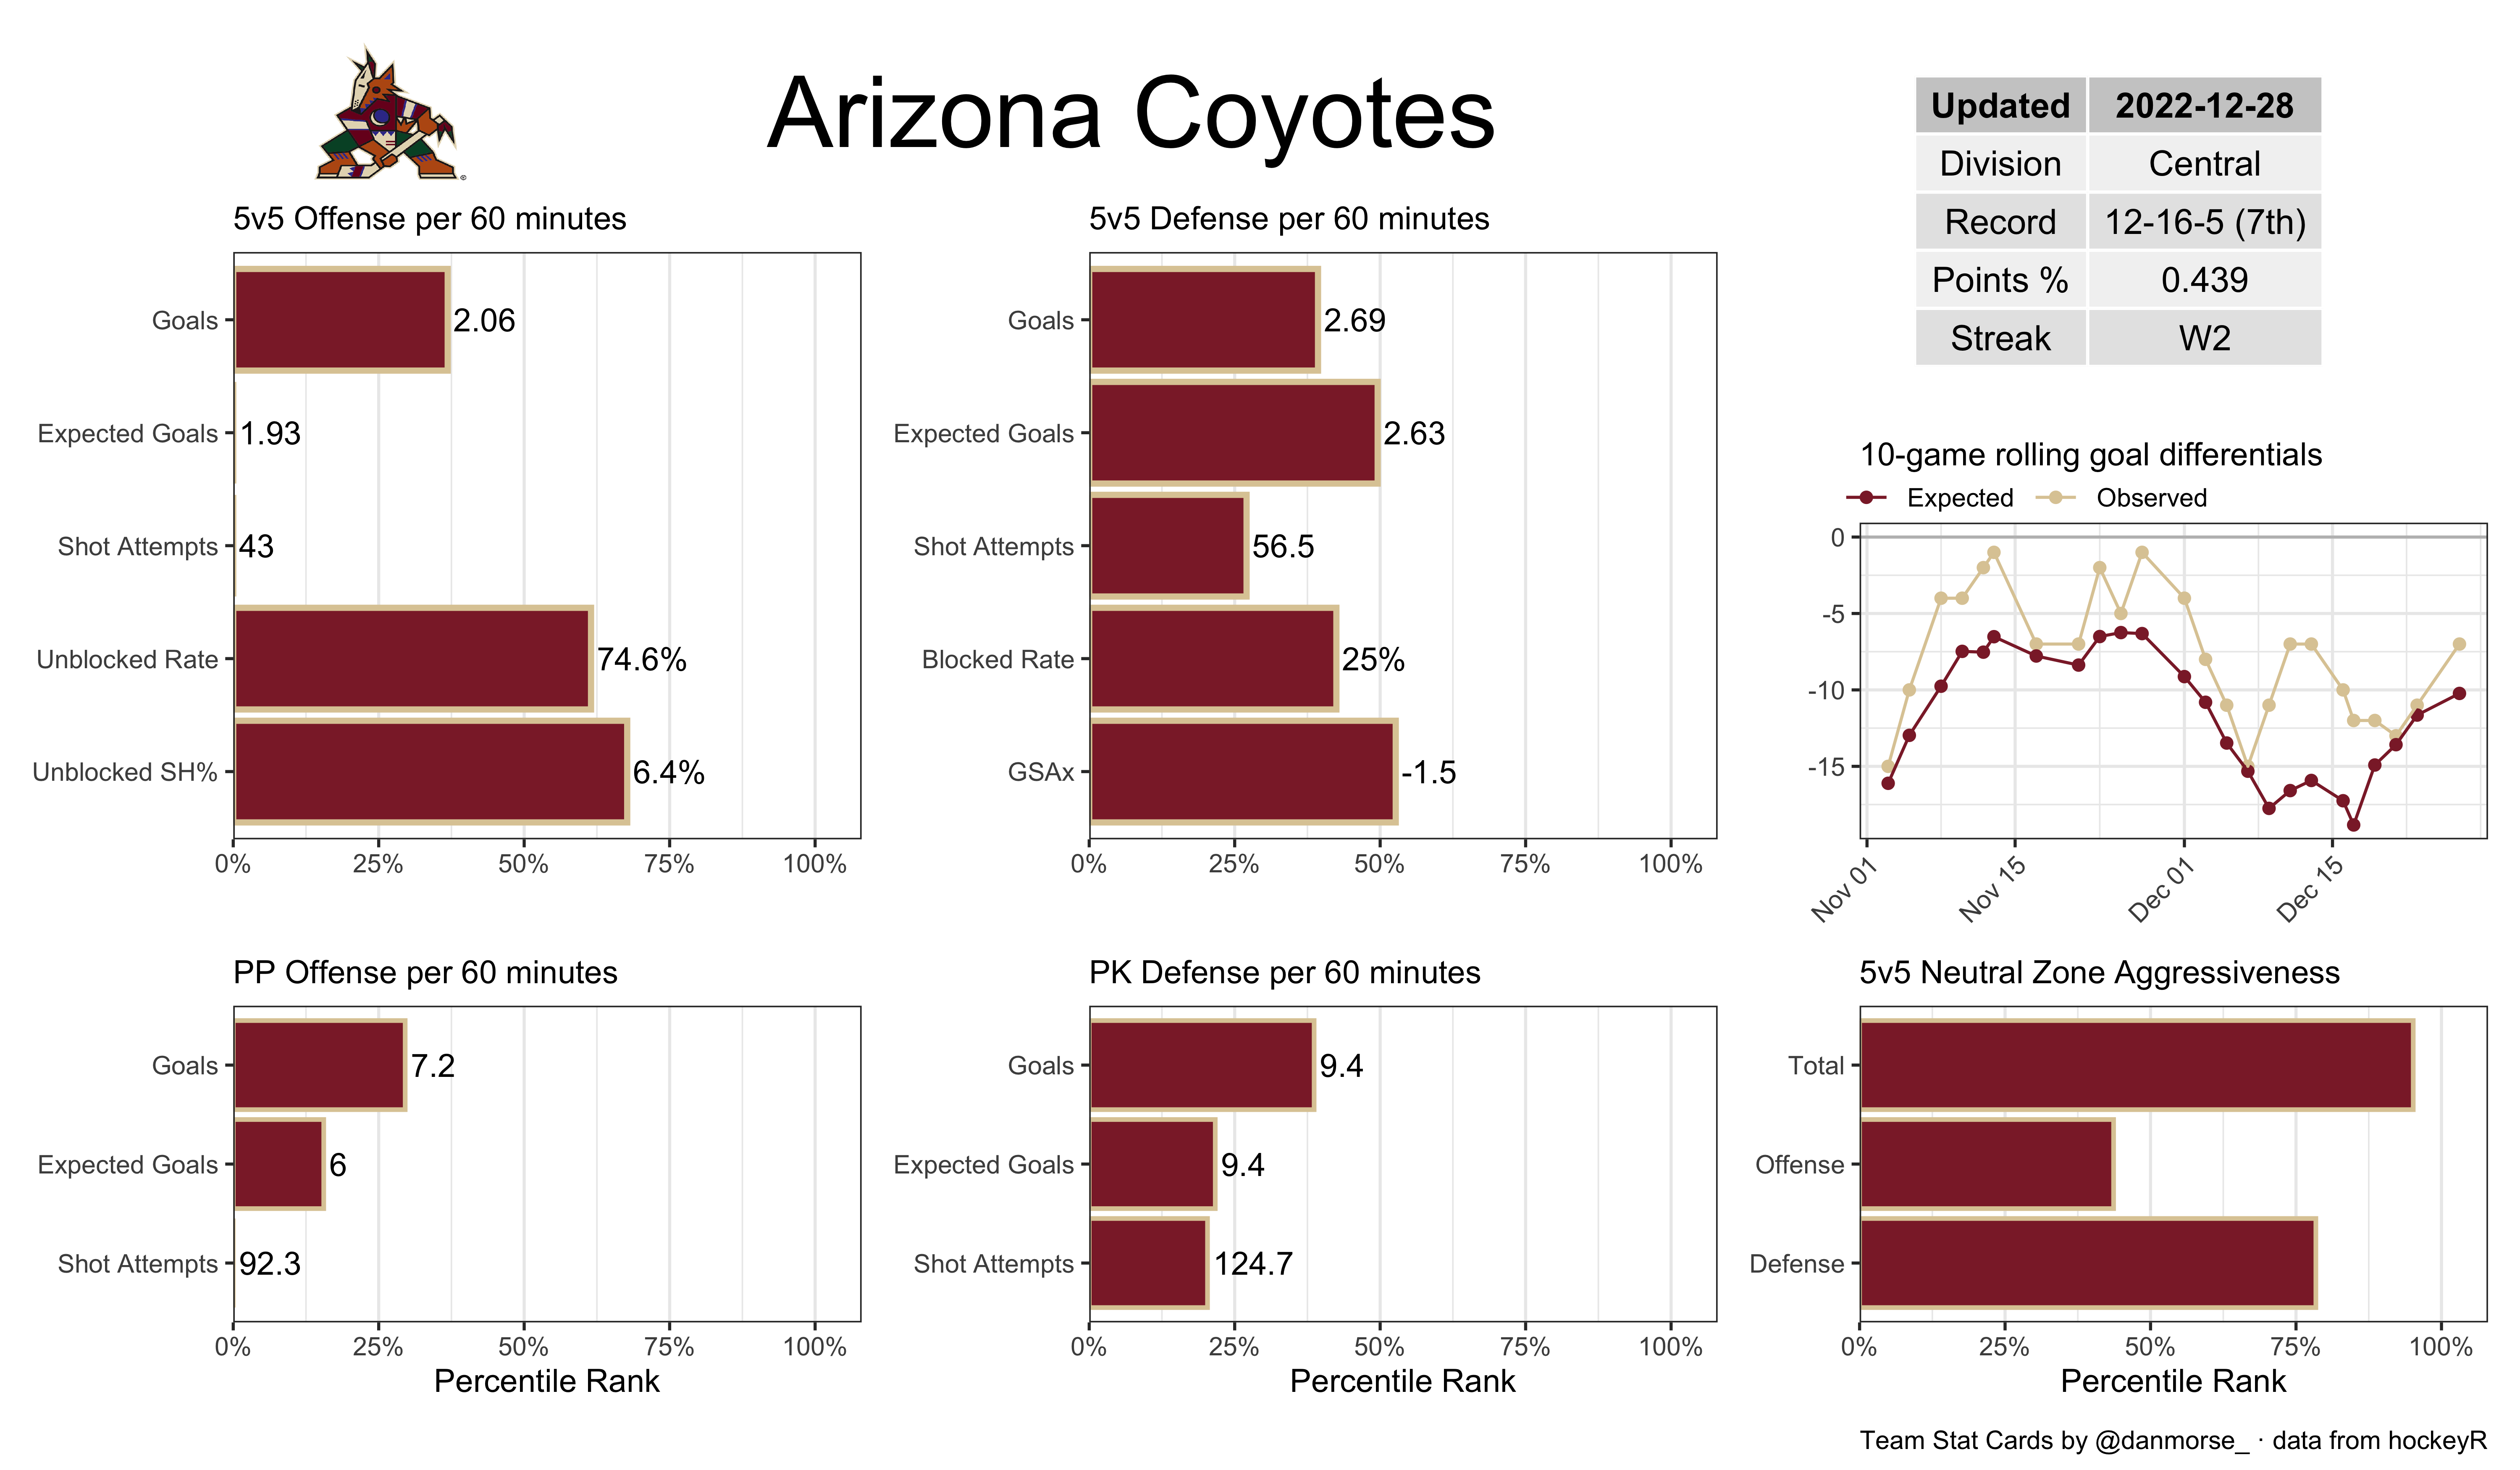 Arizona Coyotes
Updated 2022-12-28
Division Central
Record 12-16-5 (7th)
Points % 0.439
Streak W2
5v5 Offense per 60 minutes
Goals 2.06
Expected Goals 1.93
Shot Attempts 43
Unblocked Rate 74.6%
Unblocked SH% 6.4%
0% 25% 50% 75% 100%
5v5 Defense per 60 minutes
Goals 2.69
Expected Goals 2.63
Shot Attempts 56.5
Blocked Rate 25%
GSAx -1.5
0% 25% 50% 75% 100%
10-game rolling goal differentials
Expected Observed
0
-5
-10
-15
Nov 01 Nov 15 Dec 01 Dec 15
PP Offense per 60 minutes
Goals 7.2
Expected Goals 6
Shot Attempts 92.3
0% 25% 50% 75% 100%
Percentile Rank
PK Defense per 60 minutes
Goals 9.4
Expected Goals 9.4
Shot Attempts 124.7
0% 25% 50% 75% 100%
Percentile Rank
5v5 Neutral Zone Aggressiveness
Total
Offense
Defense
0% 25% 50% 75% 100%
Percentile Rank
Team Stat Cards by @danmorse_ · data from hockeyR